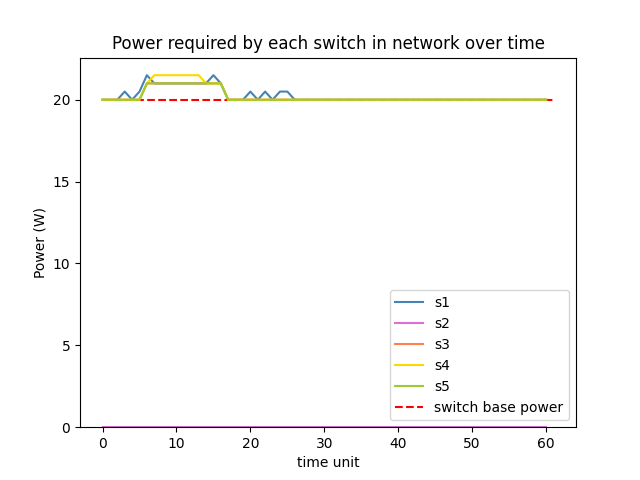 Power required by each switch in network over time
20
15
10
5
0
Power (W)
0 10 20 30 40 50 60
time unit
s1
s2
s3
s4
s5
switch base power